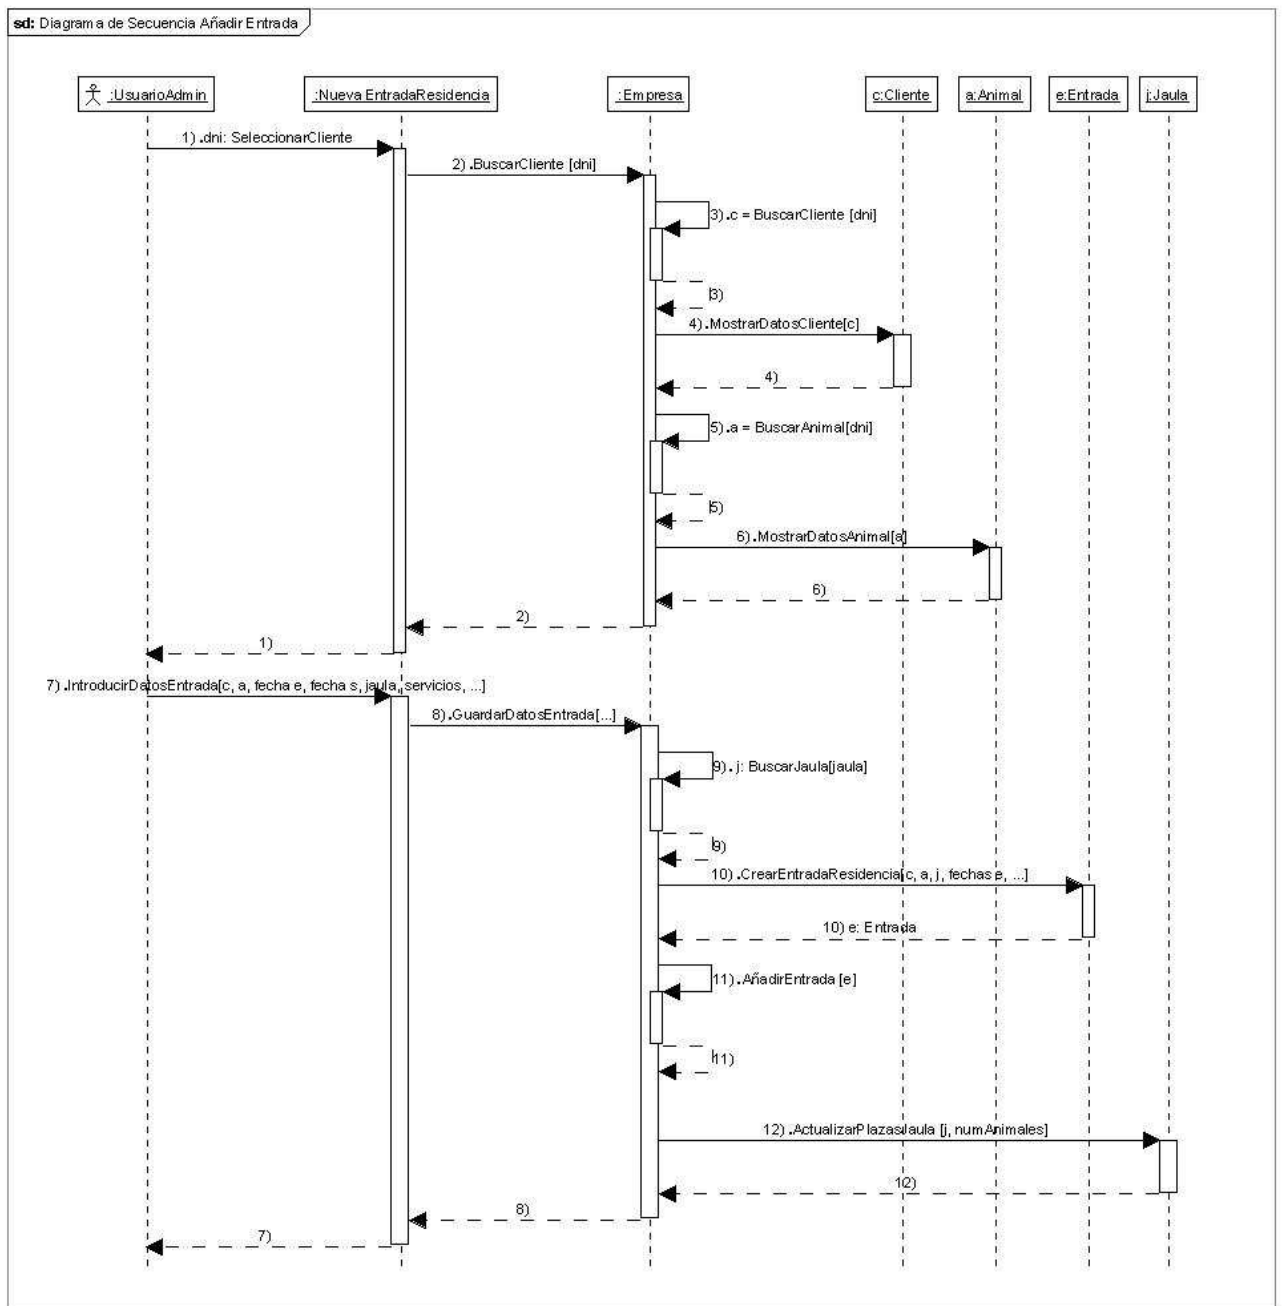 sd: Diagrama de Secuencia Añadir Entrada
:UsuarioAdmin
:Nueva EntradaResidencia
:Empresa
c:Cliente
a:Animal
e:Entrada
j:Jaula
1).dni: SeleccionarCliente
2).BuscarCliente [dni]
3).c = BuscarCliente [dni]
3)
4).MostrarDatosCliente[c]
4)
5).a = BuscarAnimal[dni]
5)
6).MostrarDatosAnimal[a]
6)
2)
1)
7).IntroducirDatosEntrada[c, a, fecha e, fecha s, jaula, servicios, ...]
8).GuardarDatosEntrada[...]
9).j: BuscarJaula[jaula]
9)
10).CrearEntradaResidencia[c, a, j, fechas e, ...]
10) e: Entrada
11).AñadirEntrada [e]
11)
12).ActualizarPlazasJaula [j, numAnimales]
12)
8)
7)